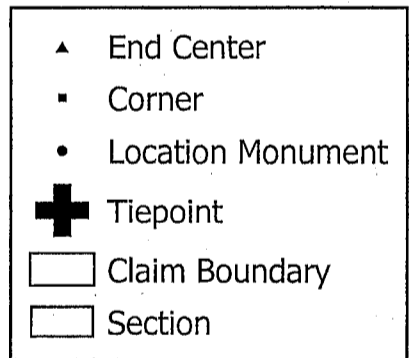 End Center
Corner
Location Monument
Tiepoint
Claim Boundary
Section